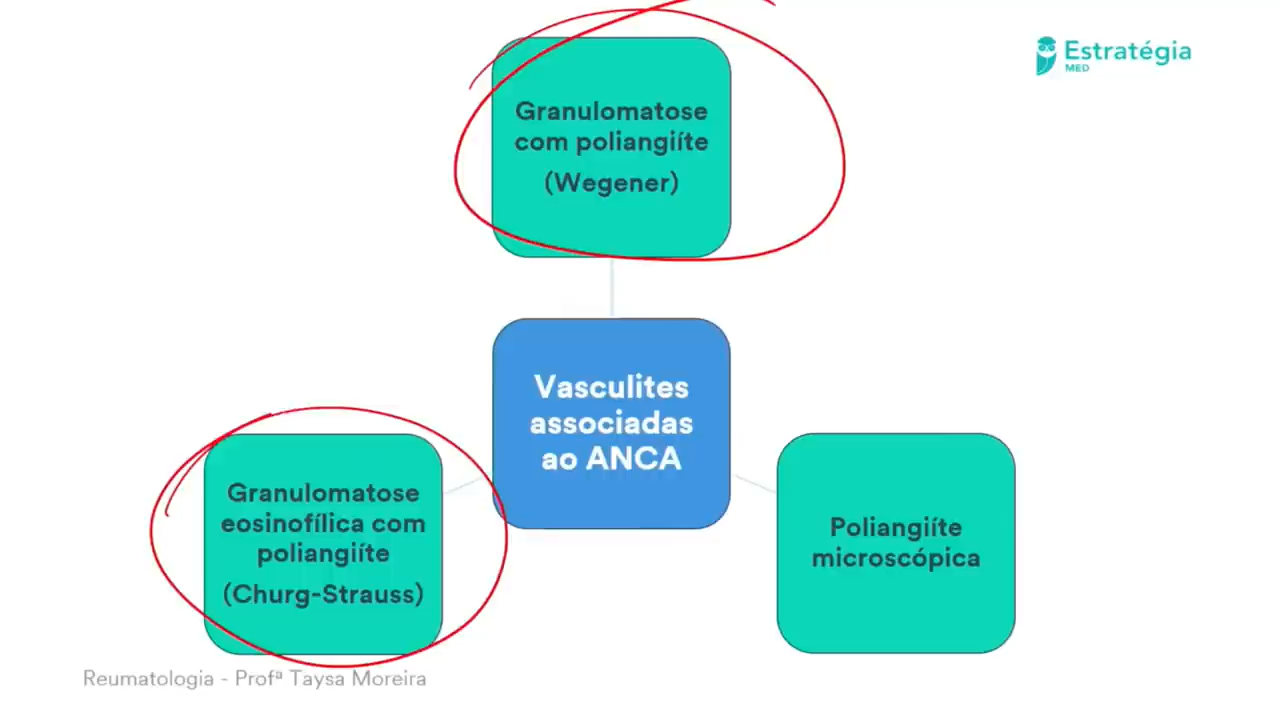 Estratégia
MED
Granulomatose
com poliangiíte
(Wegener)
Vasculites
associadas
ao ANCA
Granulomatose
eosinofílica com
poliangiíte
(Churg-Strauss)
Poliangiíte
microscópica
Reumatologia - Profª Taysa Moreira